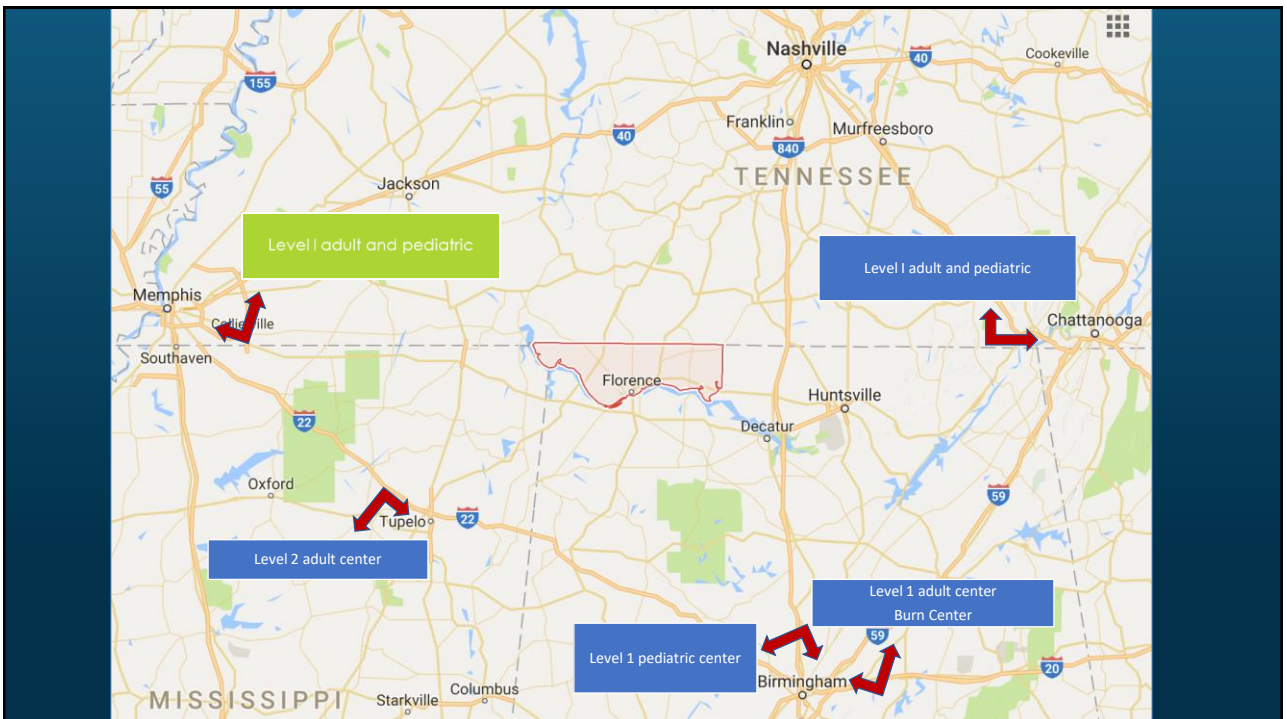 Nashville
40
Cookeville
155
Franklin
Murfreesboro
40
840
TENNESSEE
55
Jackson
Level I adult and pediatric
Level I adult and pediatric
Memphis
Collierville
Chattanooga
Southaven
Florence
Huntsville
22
Decatur
Oxford
59
Tupelo
22
Level 2 adult center
Level 1 adult center
Burn Center
59
Level 1 pediatric center
20
Birmingham
MISSISSIPPI
Starkville
Columbus